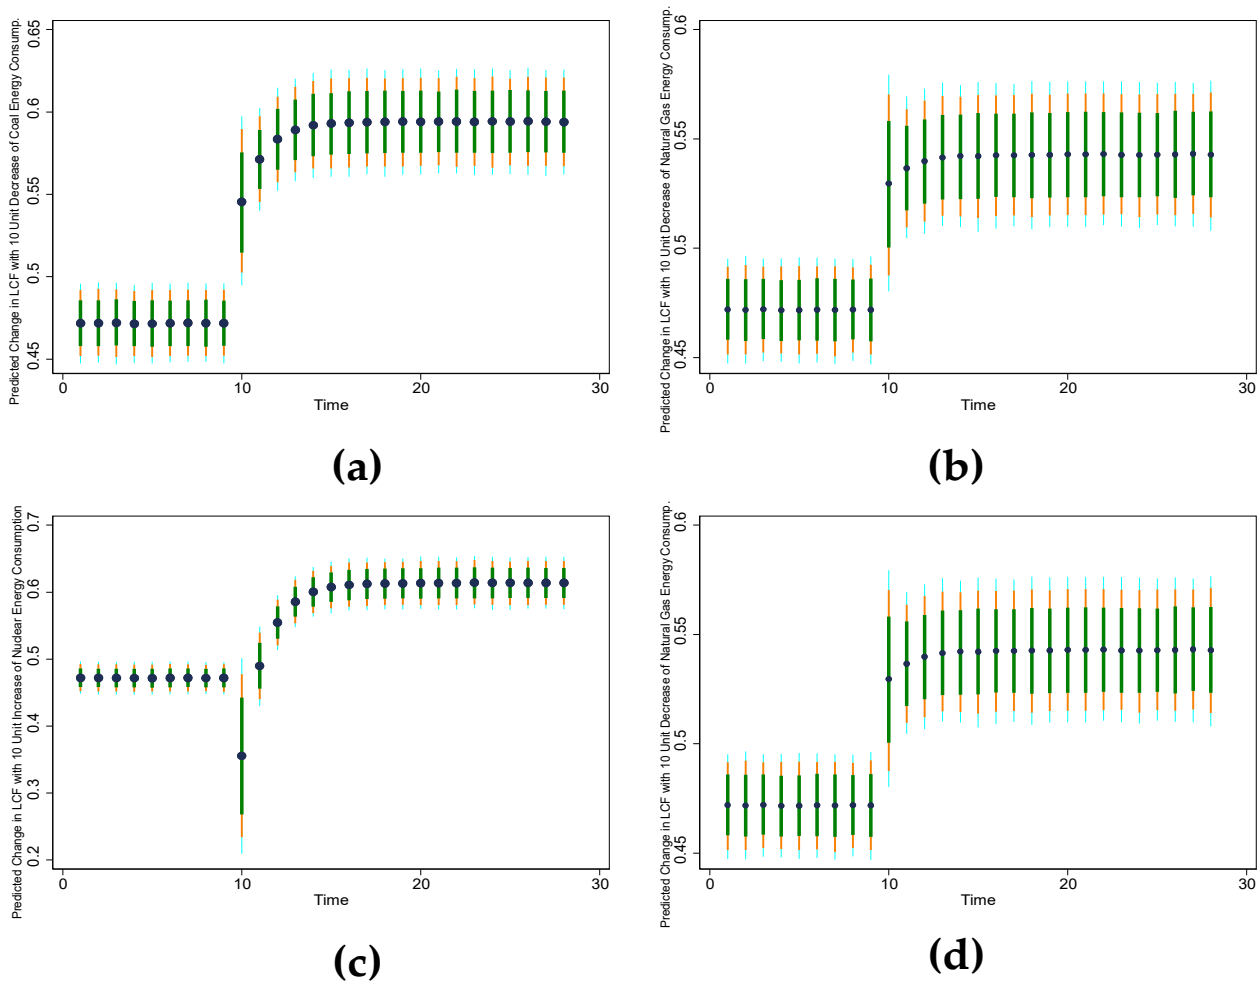 Predicted Change in LCF with 10 Unit Decrease of Coal Energy Consump.
0.65
0.6
0.55
0.5
0.45
0 10 20 30
Time
(a)
Predicted Change in LCF with 10 Unit Decrease of Natural Gas Energy Consump.
0.6
0.55
0.5
0.45
0 10 20 30
Time
(b)
Predicted Change in LCF with 10 Unit Increase of Nuclear Energy Consumption
0.7
0.6
0.5
0.4
0.3
0.2
0 10 20 30
Time
(c)
Predicted Change in LCF with 10 Unit Decrease of Natural Gas Energy Consump.
0.6
0.55
0.5
0.45
0 10 20 30
Time
(d)